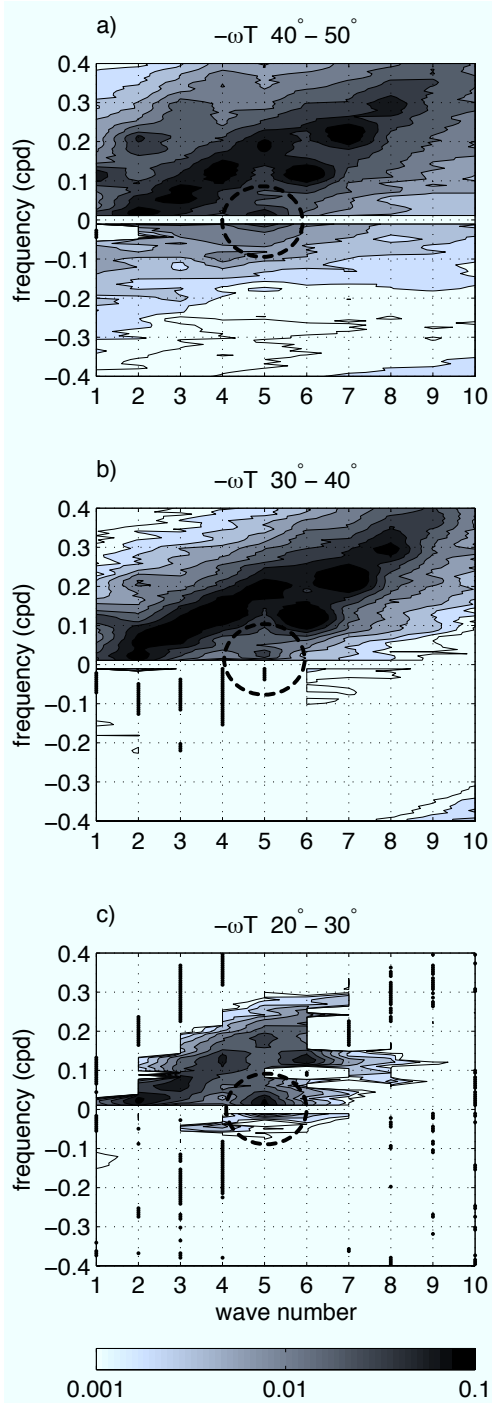 a)
−ωT 40°−50°
frequency (cpd)
0.4
0.3
0.2
0.1
0
−0.1
−0.2
−0.3
−0.4
1 2 3 4 5 6 7 8 9 10
b)
−ωT 30°−40°
frequency (cpd)
0.4
0.3
0.2
0.1
0
−0.1
−0.2
−0.3
−0.4
1 2 3 4 5 6 7 8 9 10
c)
−ωT 20°−30°
frequency (cpd)
0.4
0.3
0.2
0.1
0
−0.1
−0.2
−0.3
−0.4
1 2 3 4 5 6 7 8 9 10
wave number
0.001 0.01 0.1